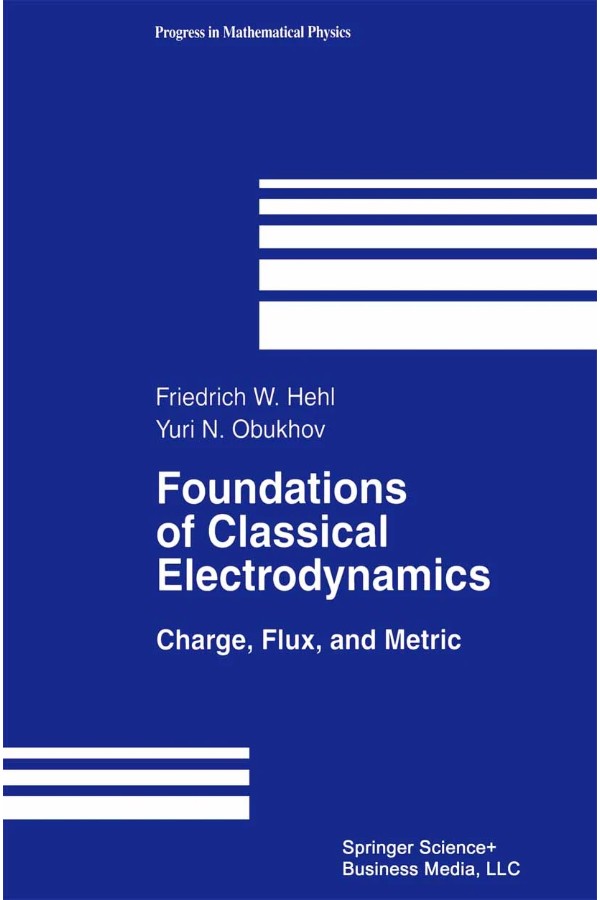 Progress in Mathematical Physics
Friedrich W. Hehl
Yuri N. Obukhov
Foundations
of Classical
Electrodynamics
Charge, Flux, and Metric
Springer Science+
Business Media, LLC